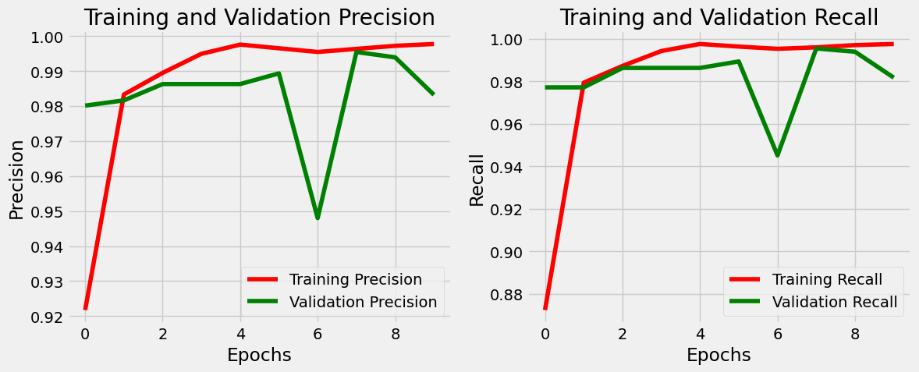 Training and Validation Precision
1.00
0.99
0.98
0.97
0.96
0.95
0.94
0.93
0.92
Precision
0 2 4 6 8
Epochs
Training Precision
Validation Precision
Training and Validation Recall
1.00
0.98
0.96
0.94
0.92
0.90
0.88
Recall
0 2 4 6 8
Epochs
Training Recall
Validation Recall